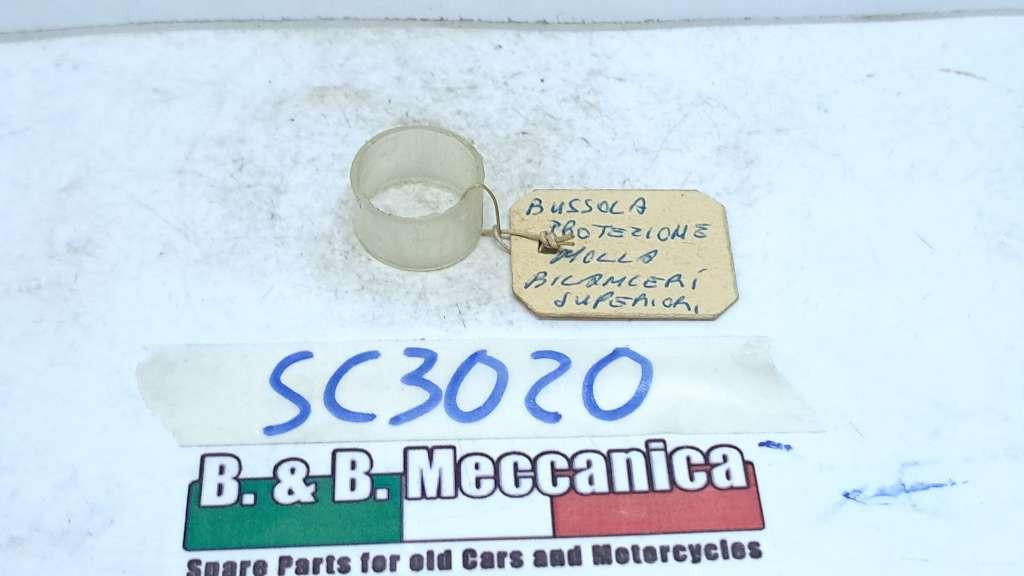 BUSSOLA
PROTEZIONE
MOLLA
BILANCERI
SUPERIORI
SC3020
B. & B. Meccanica
Spare Parts for old Cars and Motorcycles